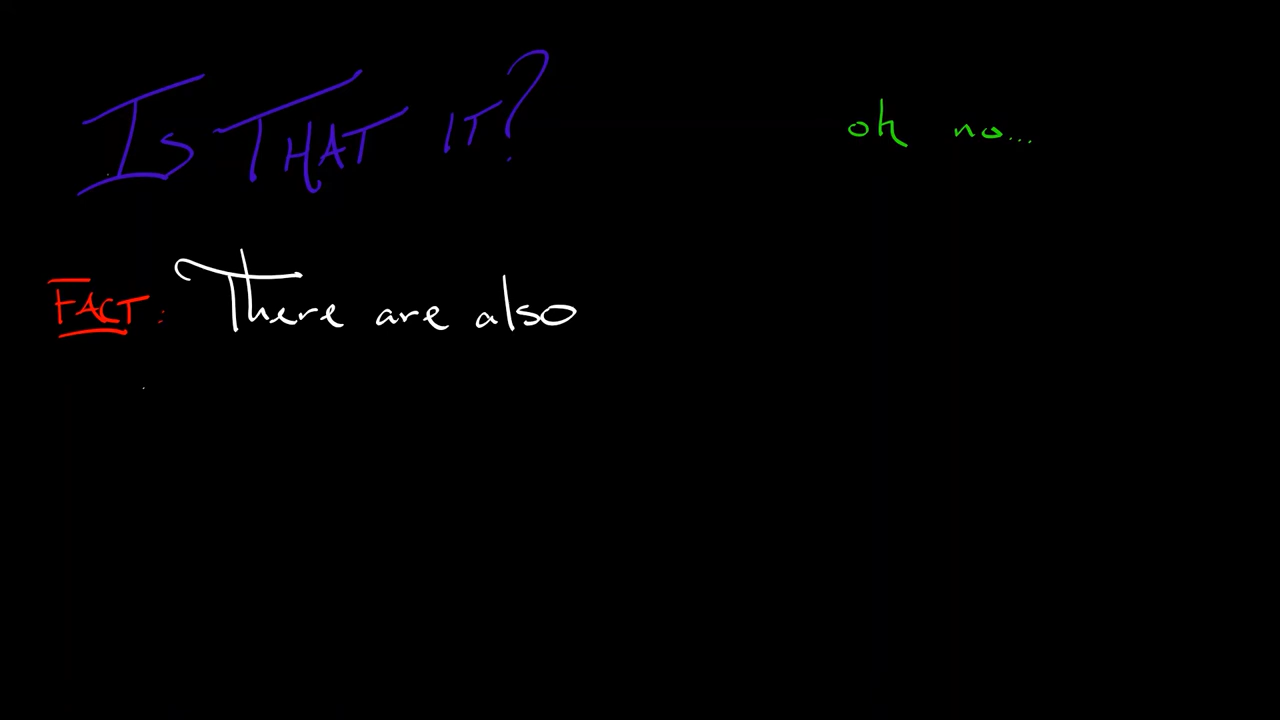 Is THAT IT?
oh no...
FACT: There are also